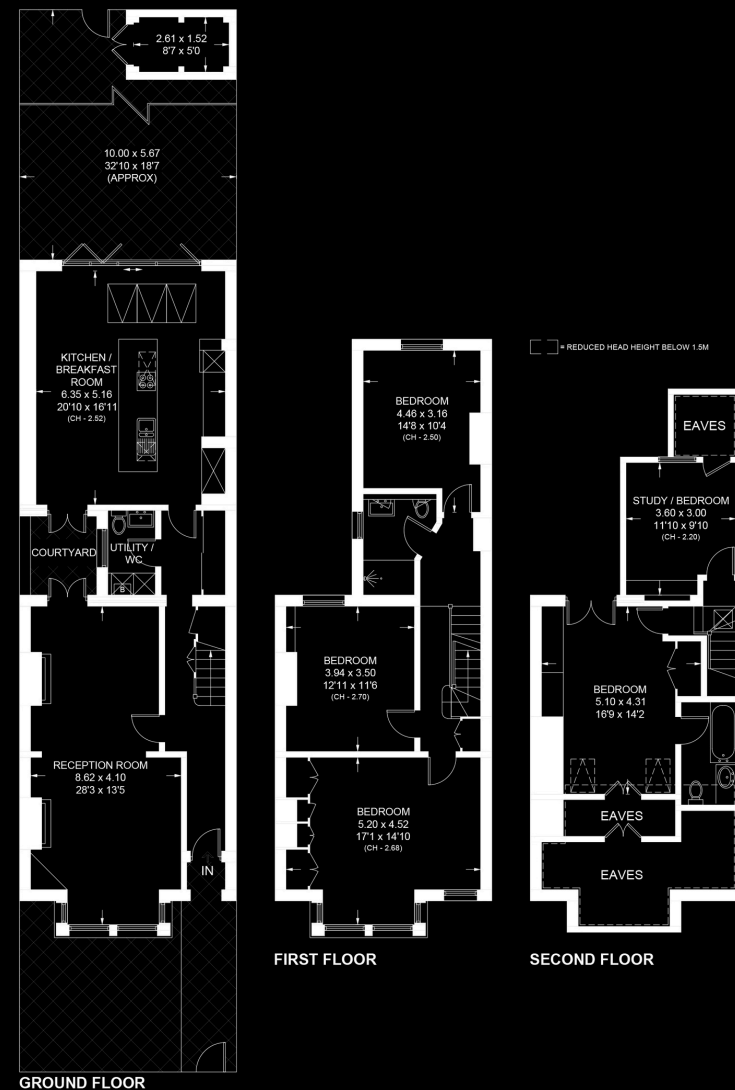 2.61 x 1.52
8'7 x 5'0
10.00 x 5.67
32'10 x 18'7
(APPROX)
KITCHEN /
BREAKFAST
ROOM
6.35 x 5.16
20'10 x 16'11
(CH - 2.52)
COURTYARD
UTILITY /
WC
B
RECEPTION ROOM
8.62 x 4.10
28'3 x 13'5
IN
GROUND FLOOR
BEDROOM
4.46 x 3.16
14'8 x 10'4
(CH - 2.50)
BEDROOM
3.94 x 3.50
12'11 x 11'6
(CH - 2.70)
BEDROOM
5.20 x 4.52
17'1 x 14'10
(CH - 2.68)
FIRST FLOOR
= REDUCED HEAD HEIGHT BELOW 1.5M
EAVES
STUDY / BEDROOM
3.60 x 3.00
11'10 x 9'10
(CH - 2.20)
BEDROOM
5.10 x 4.31
16'9 x 14'2
EAVES
EAVES
SECOND FLOOR